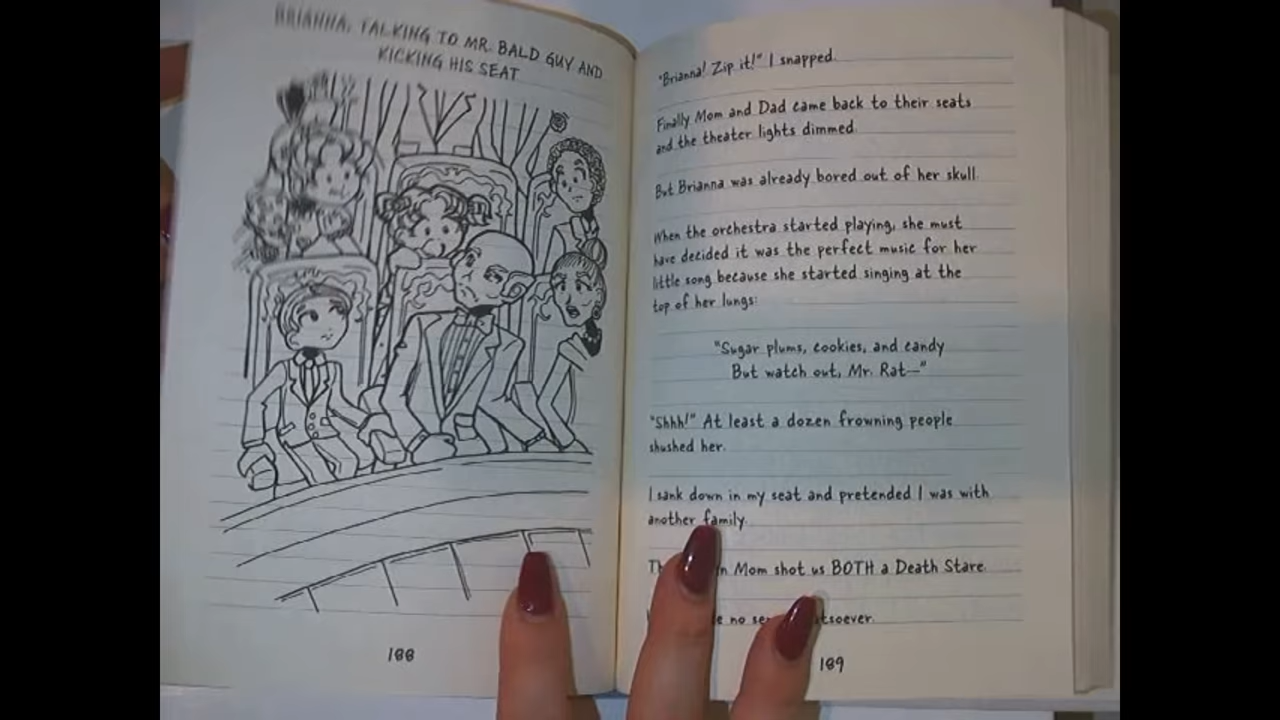 BRIANNA, TALKING TO MR. BALD GUY AND
KICKING HIS SEAT
188
"Brianna! Zip it!" I snapped.
Finally Mom and Dad came back to their seats
and the theater lights dimmed.
But Brianna was already bored out of her skull.
When the orchestra started playing, she must
have decided it was the perfect music for her
little song because she started singing at the
top of her lungs:
"Sugar plums, cookies, and candy
But watch out, Mr. Rat—"
"Shhh!" At least a dozen frowning people
shushed her.
I sank down in my seat and pretended I was with
another family.
Mom shot us BOTH a Death Stare.
no
189